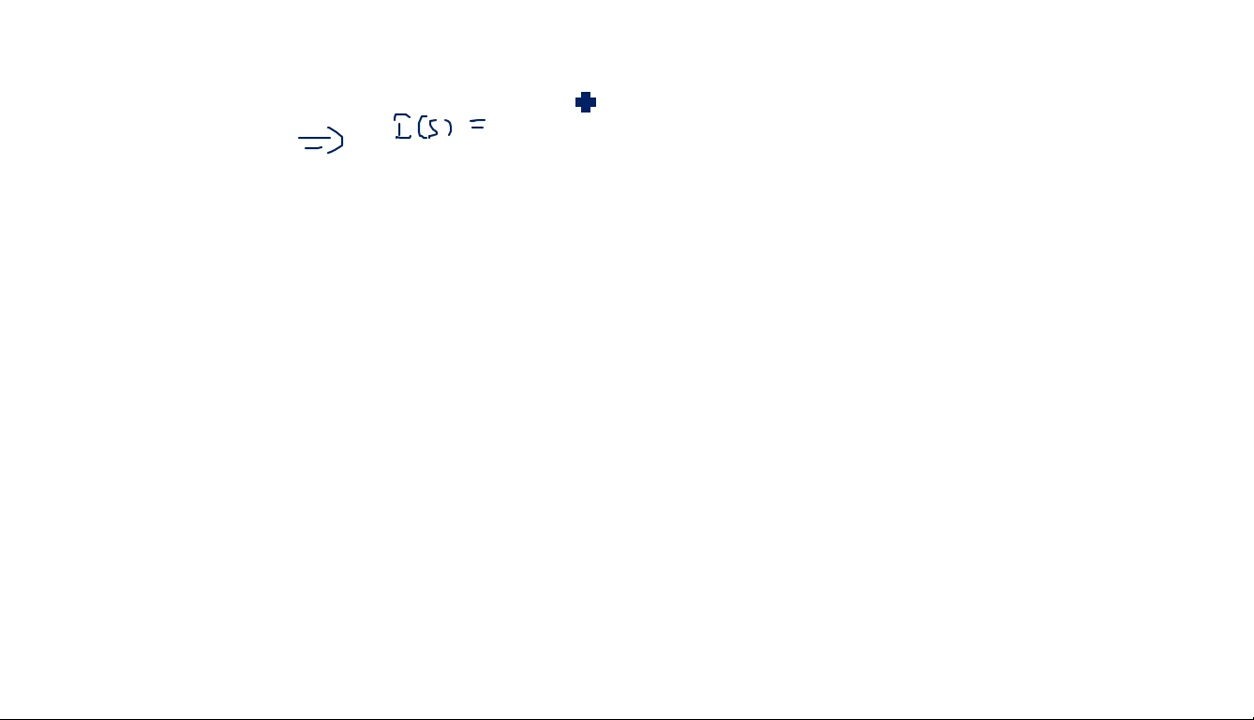 ⇒ I(s) =